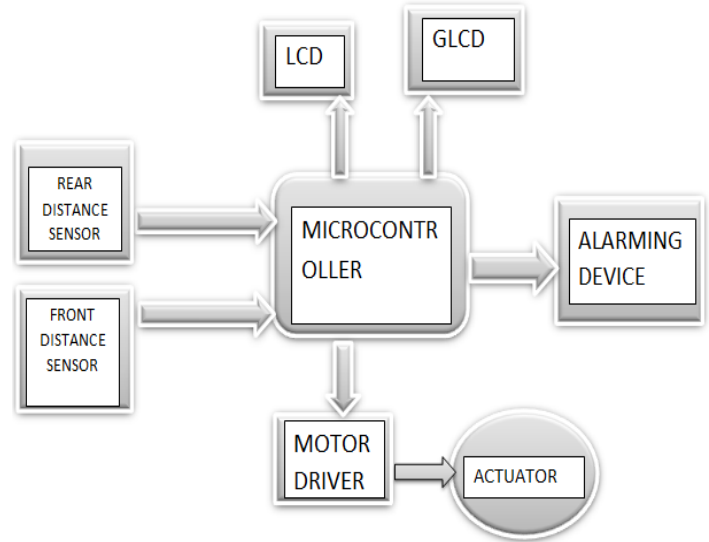 LCD
GLCD
REAR
DISTANCE
SENSOR
MICROCONTR
OLLER
ALARMING
DEVICE
FRONT
DISTANCE
SENSOR
MOTOR
DRIVER
ACTUATOR